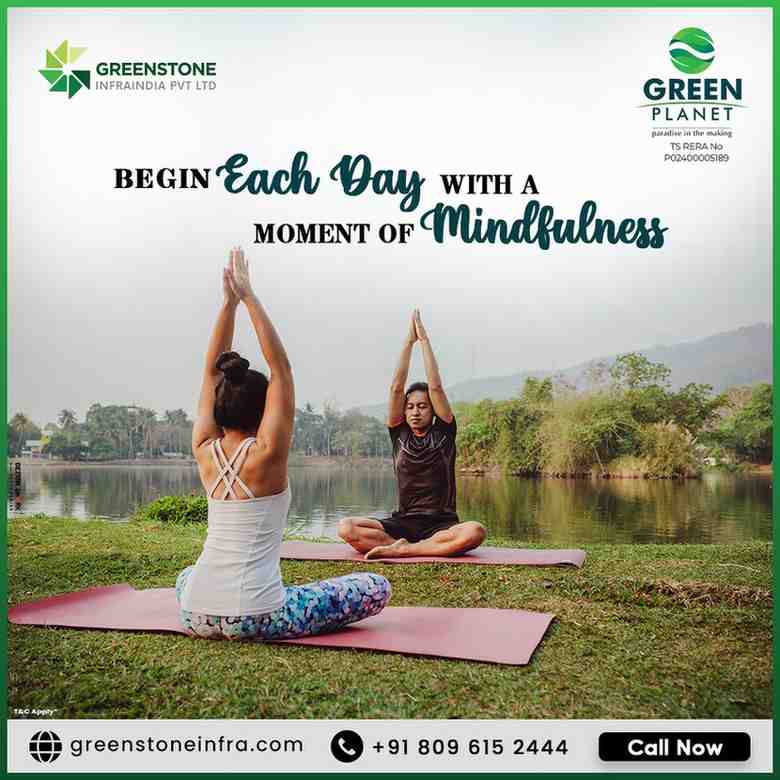 GREENSTONE
INFRAINDIA PVT LTD
GREEN
PLANET
paradise in the making
TS RERA No
P02400005189
BEGIN Each Day WITH A
MOMENT OF Mindfulness
T&C Apply*
greenstoneinfra.com
+91 809 615 2444
Call Now